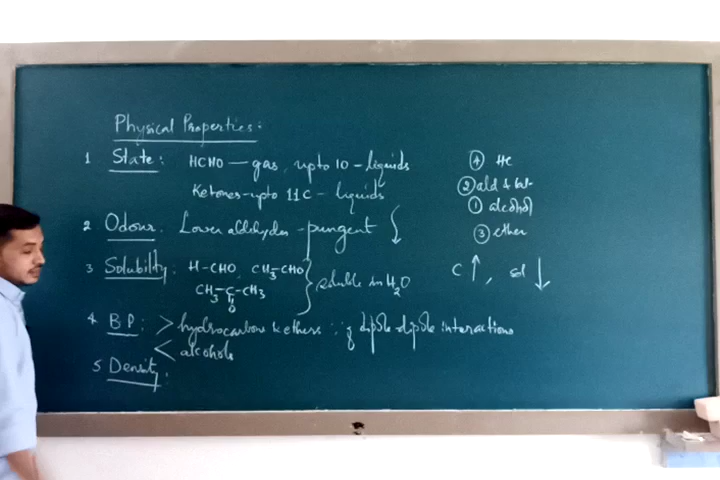 Physical Properties:
1 State: HCHO — gas, upto 10 - liquids
Ketones - upto 11C - liquids
2 Odour: Lower aldehydes - pungent
3 Solubility: H-CHO, CH3-CHO
CH3-C-CH3
O
soluble in H2O
4 B.P: > hydrocarbons & ethers ∵ of dipole-dipole interactions
< alcohols
5 Density:
④ HC
② ald & ket
① alcohol
③ ether
C ↑, sol ↓